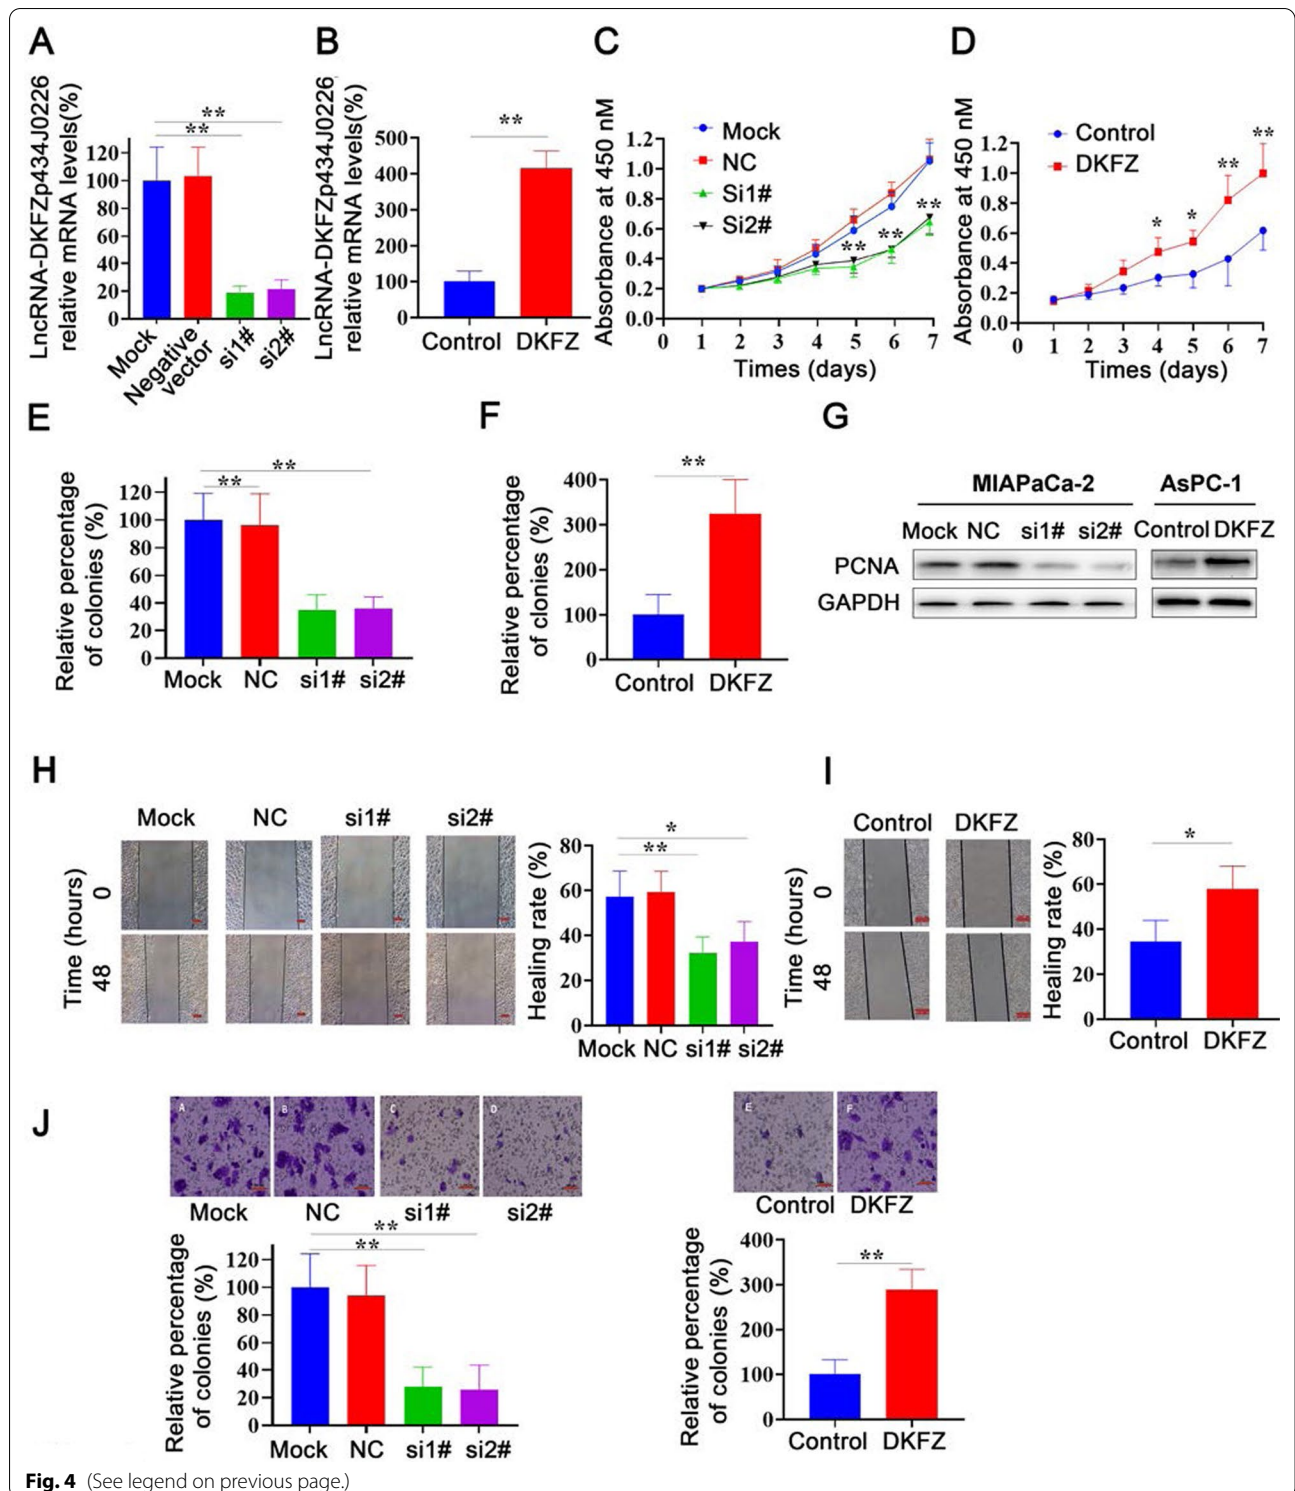 A
LncRNA-DKFZp434J0226
relative mRNA levels(%)
120
100
80
60
40
20
0
**
**
Mock
Negative
vector
si1#
si2#
B
LncRNA-DKFZp434J0226
relative mRNA levels(%)
500
400
300
200
100
0
**
Control
DKFZ
C
Absorbance at 450 nM
1.2
1.0
0.8
0.6
0.4
0.2
0.0
Mock
NC
Si1#
Si2#
**
**
**
0 1 2 3 4 5 6 7
Times (days)
D
Absorbance at 450 nM
1.2
1.0
0.8
0.6
0.4
0.2
0.0
Control
DKFZ
*
*
**
**
0 1 2 3 4 5 6 7
Times (days)
E
Relative percentage
of colonies (%)
120
100
80
60
40
20
0
**
**
Mock NC si1# si2#
F
Relative percentage
of clonies (%)
400
300
200
100
0
**
Control DKFZ
G
MIAPaCa-2
AsPC-1
Mock NC si1# si2# Control DKFZ
PCNA
GAPDH
H
Mock NC si1# si2#
Time (hours)
0
48
Healing rate (%)
80
60
40
20
0
*
**
Mock NC si1# si2#
I
Control DKFZ
Time (hours)
0
48
Healing rate (%)
80
60
40
20
0
*
Control DKFZ
J
A B C D
Mock NC si1# si2#
Relative percentage
of colonies (%)
120
100
80
60
40
20
0
**
**
Mock NC si1# si2#
E F
Control DKFZ
Relative percentage
of colonies (%)
400
300
200
100
0
**
Control DKFZ
Fig. 4 (See legend on previous page.)